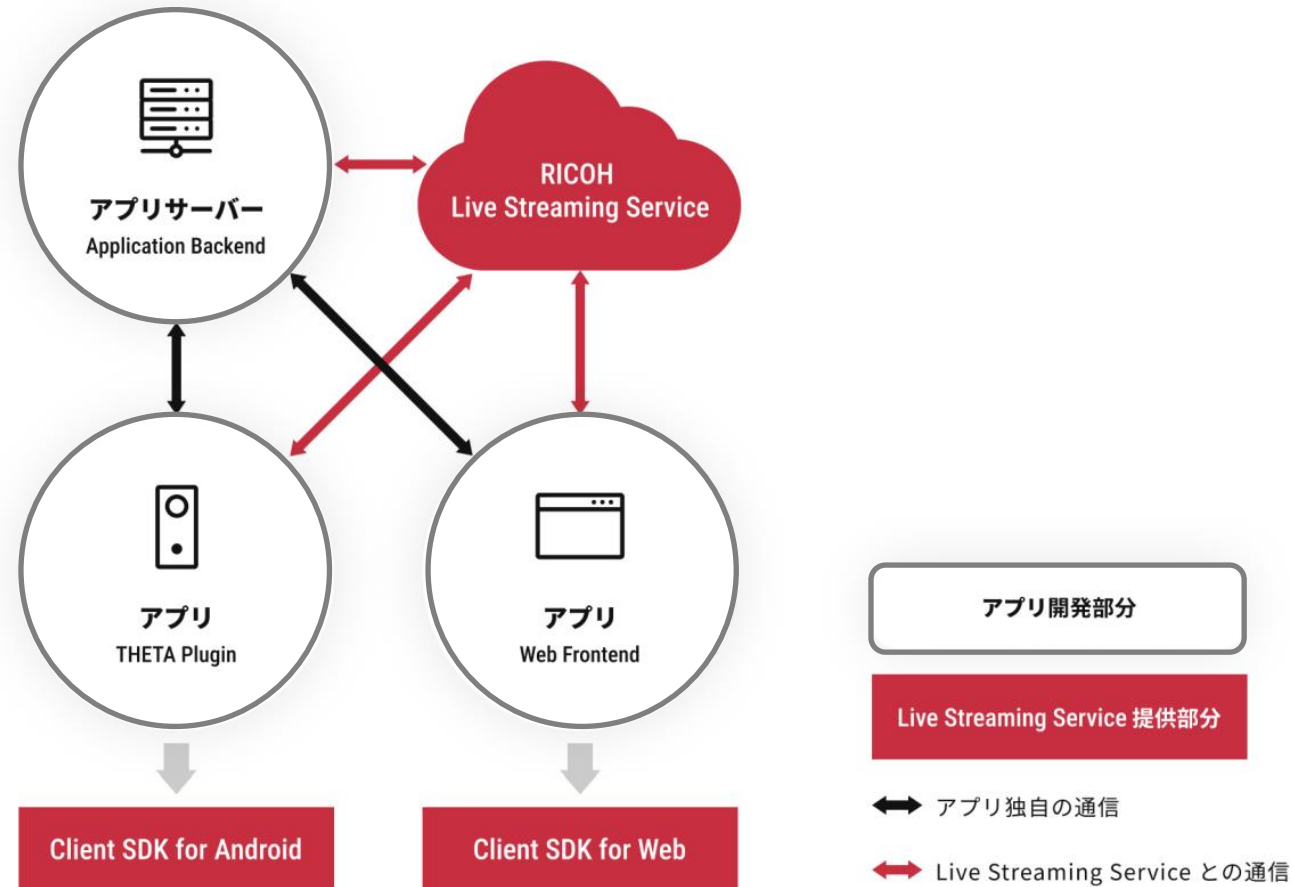 アプリサーバー
Application Backend
RICOH
Live Streaming Service
アプリ
THETA Plugin
アプリ
Web Frontend
Client SDK for Android
Client SDK for Web
アプリ開発部分
Live Streaming Service 提供部分
アプリ独自の通信
Live Streaming Service との通信